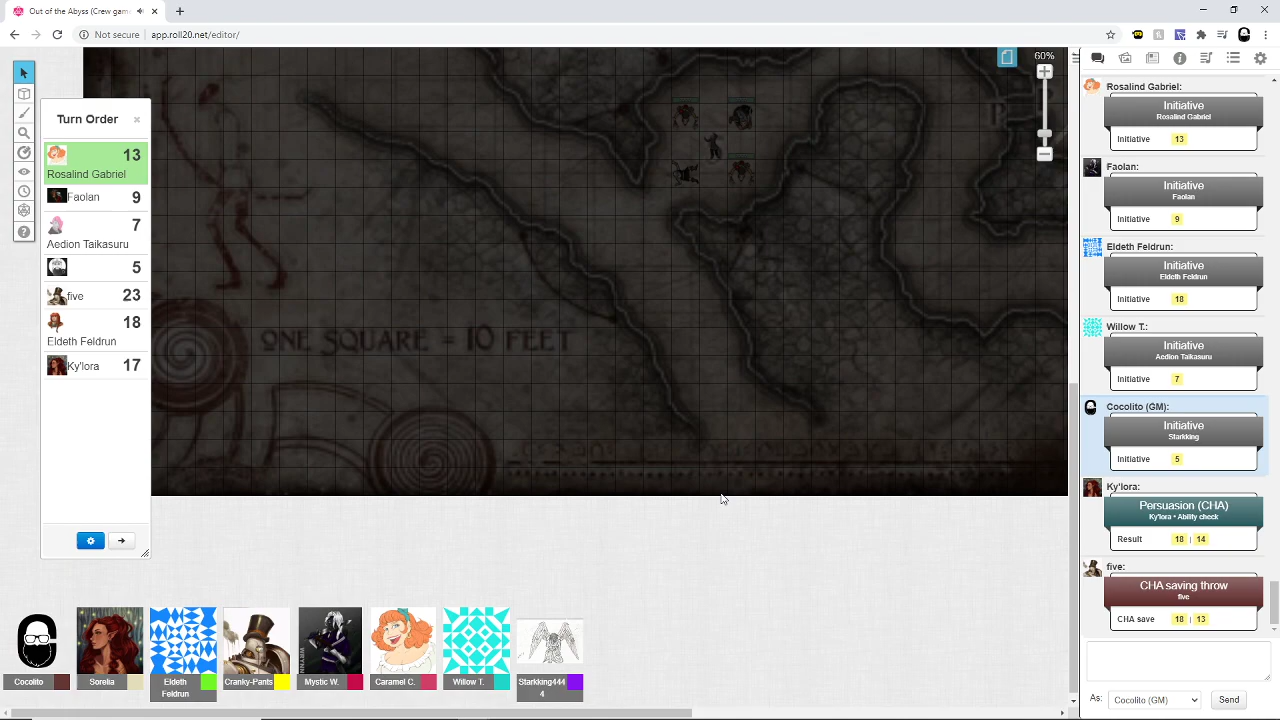 Out of the Abyss (Crew gam
Not secure | app.roll20.net/editor/
60%
Turn Order
13
Rosalind Gabriel
Faolan 9
7
Aedion Taikasuru
5
five 23
18
Eldeth Feldrun
Ky'lora 17
ONE SQUARE = 10 FEET
Cocolito
Sorelia
Eldeth
Feldrun
Cranky-Pants
Mystic W.
Caramel C.
Willow T.
Starkking444
4
Rosalind Gabriel:
Initiative
Rosalind Gabriel
Initiative 13
Faolan:
Initiative
Faolan
Initiative 9
Eldeth Feldrun:
Initiative
Eldeth Feldrun
Initiative 18
Willow T.:
Initiative
Aedion Taikasuru
Initiative 7
Cocolito (GM):
Initiative
Starkking
Initiative 5
Ky'lora:
Persuasion (CHA)
Ky'lora • Ability check
Result 18 | 14
five:
CHA saving throw
five
CHA save 18 | 13
As: Cocolito (GM) Send